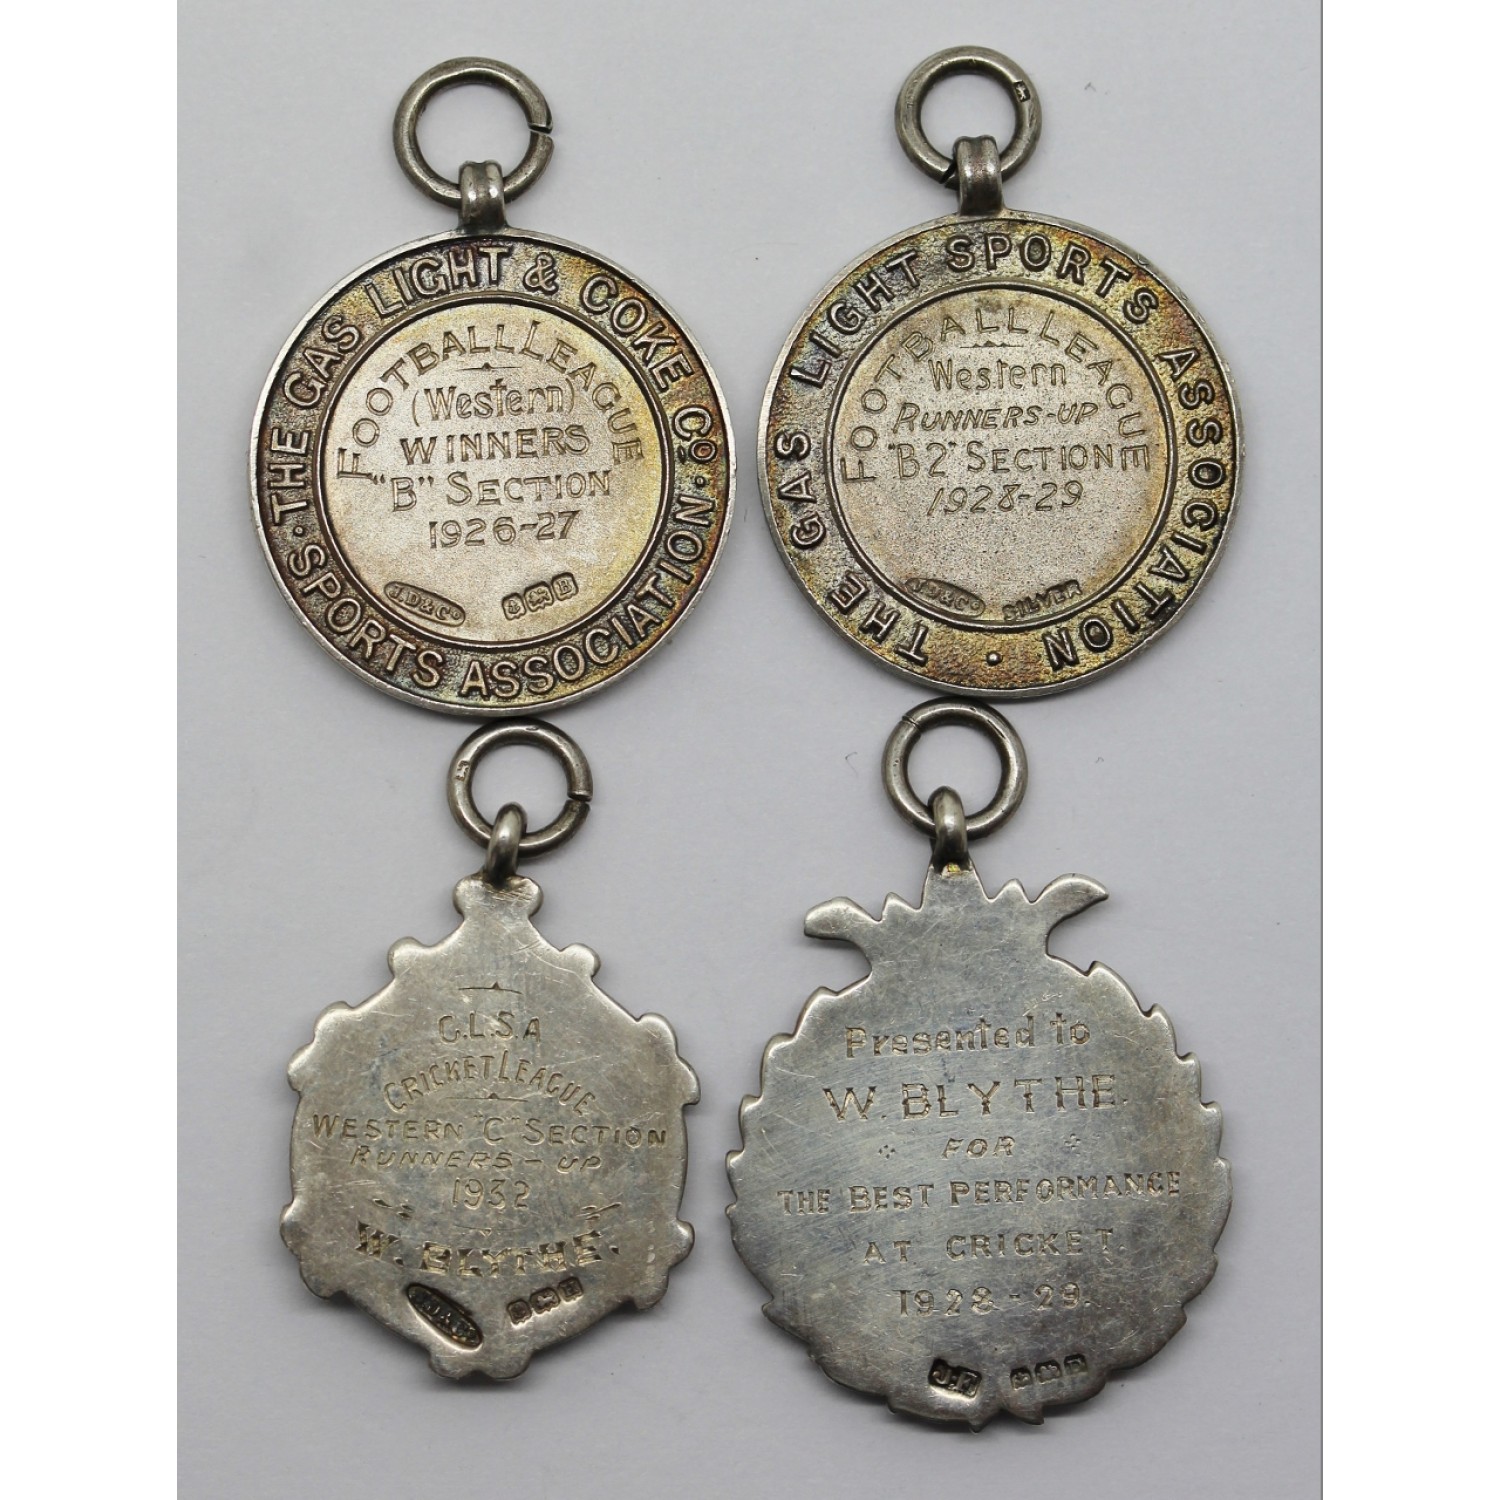 · THE GAS LIGHT & COKE Cº ·
SPORTS ASSOCIATION
FOOTBALL LEAGUE
(Western)
WINNERS
"B" SECTION
1926-27
J.D&Cº
B
THE GAS LIGHT SPORTS ASSOCIATION ·
FOOTBALL LEAGUE
Western
RUNNERS-UP
"B2" SECTION
1928-29
J.D&Cº SILVER
G.L.S.A
CRICKET LEAGUE
WESTERN "C" SECTION
RUNNERS-UP
1932
W. BLYTHE.
Presented to
W. BLYTHE.
FOR
THE BEST PERFORMANCE
AT CRICKET.
1928-29.